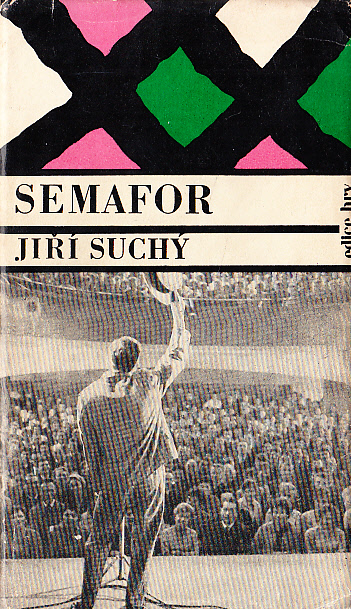 SEMAFOR
JIŘÍ SUCHÝ
edice hry